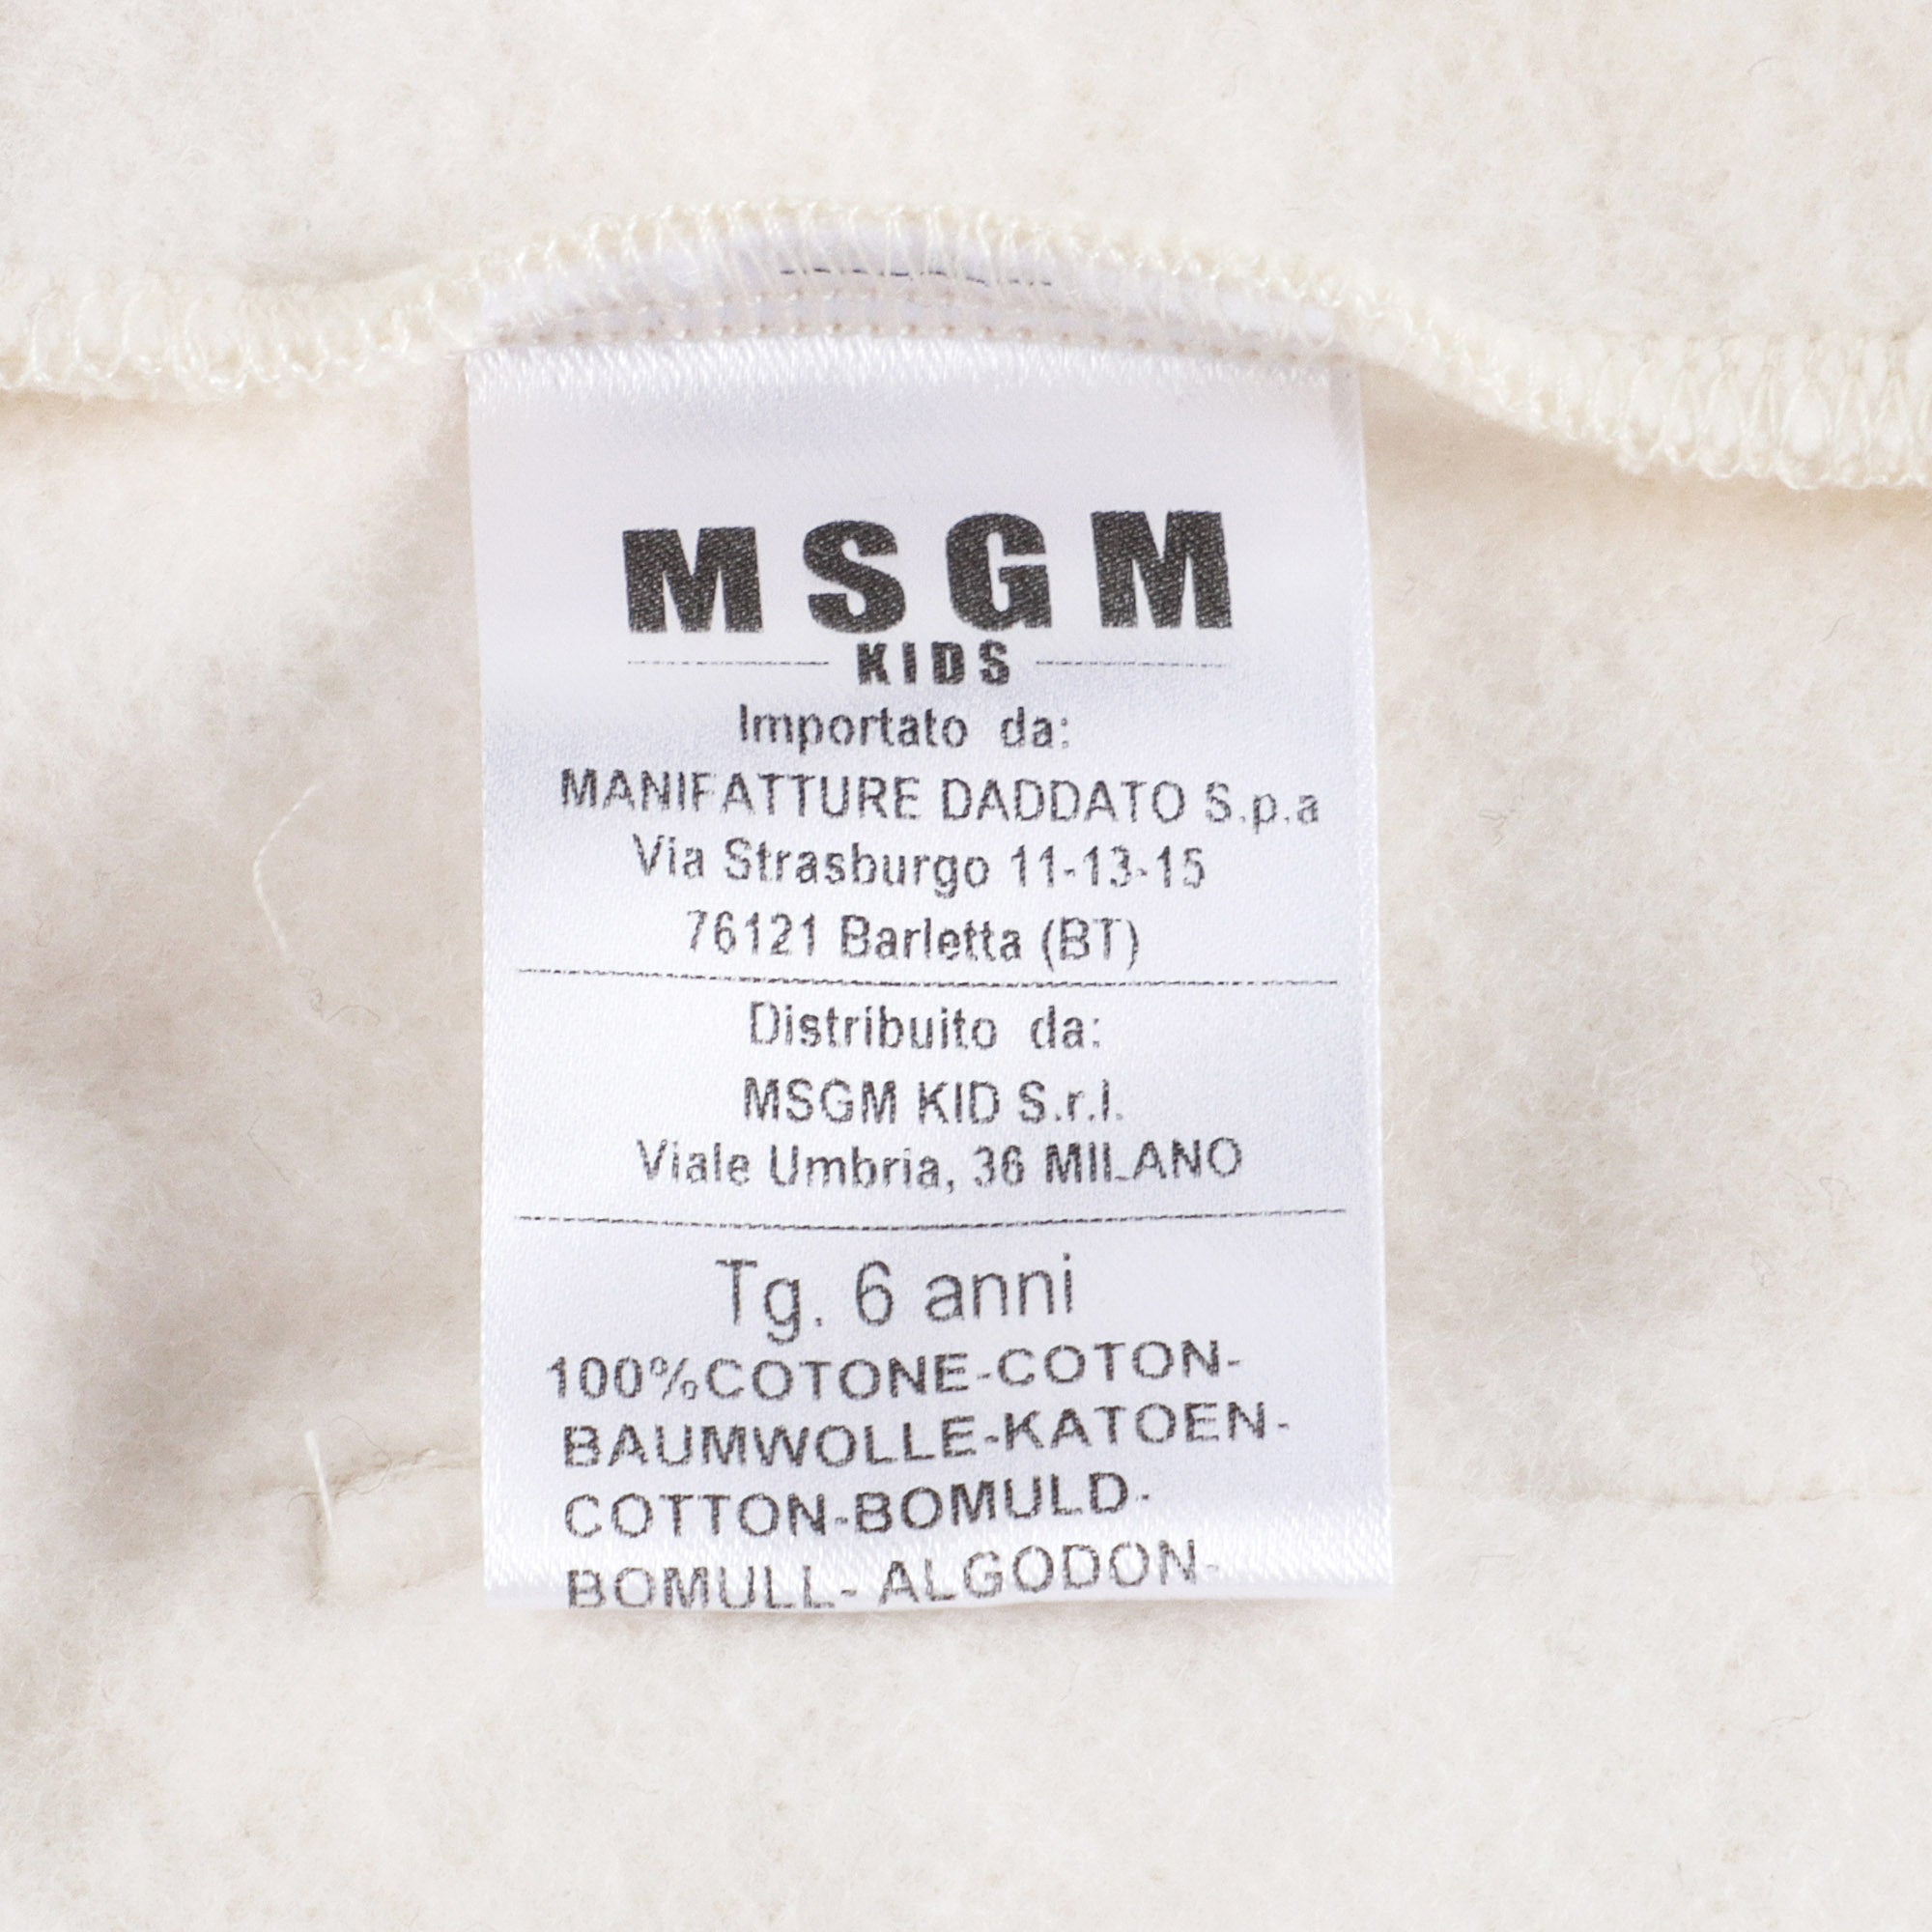 MSGM
KIDS
Importato da:
MANIFATTURE DADDATO S.p.a
Via Strasburgo 11-13-15
76121 Barletta (BT)
Distribuito da:
MSGM KID S.r.l.
Viale Umbria, 36 MILANO
Tg. 6 anni
100%COTONE-COTON-
BAUMWOLLE-KATOEN-
COTTON-BOMULD-
BOMULL- ALGODON-